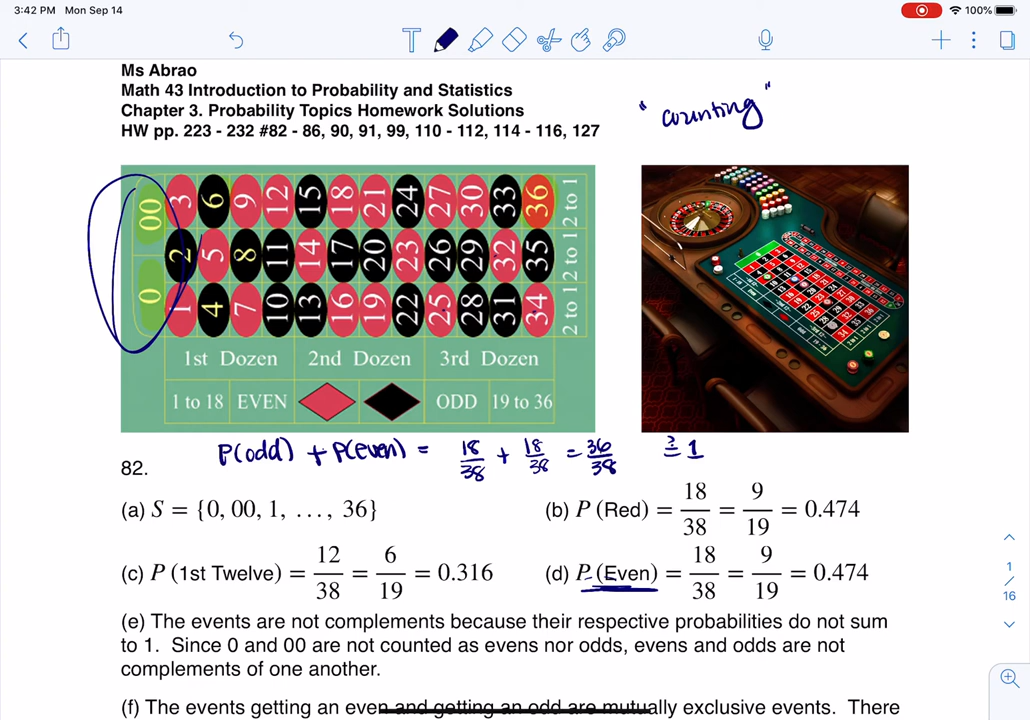 3:42 PM Mon Sep 14
100%
T
Ms Abrao
Math 43 Introduction to Probability and Statistics
Chapter 3. Probability Topics Homework Solutions
HW pp. 223 - 232 #82 - 86, 90, 91, 99, 110 - 112, 114 - 116, 127
"counting"
00 3 6 9 12 15 18 21 24 27 30 33 36 2 to 1
2 5 8 11 14 17 20 23 26 29 32 35 2 to 1
0 1 4 7 10 13 16 19 22 25 28 31 34 2 to 1
1st Dozen 2nd Dozen 3rd Dozen
1 to 18 EVEN ODD 19 to 36
P(odd) + P(even) = 18/38 + 18/38 = 36/38 ≟ 1
82.
(a) S = {0, 00, 1, …, 36}
(b) P (Red) = 18/38 = 9/19 = 0.474
(c) P (1st Twelve) = 12/38 = 6/19 = 0.316
(d) P (Even) = 18/38 = 9/19 = 0.474
(e) The events are not complements because their respective probabilities do not sum
to 1. Since 0 and 00 are not counted as evens nor odds, evens and odds are not
complements of one another.
(f) The events getting an even and getting an odd are mutually exclusive events. There
1
/
16